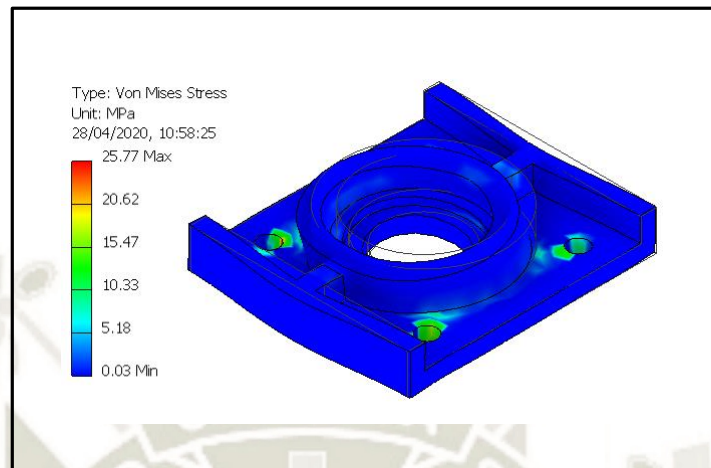 Type: Von Mises Stress
Unit: MPa
28/04/2020, 10:58:25
25.77 Max
20.62
15.47
10.33
5.18
0.03 Min